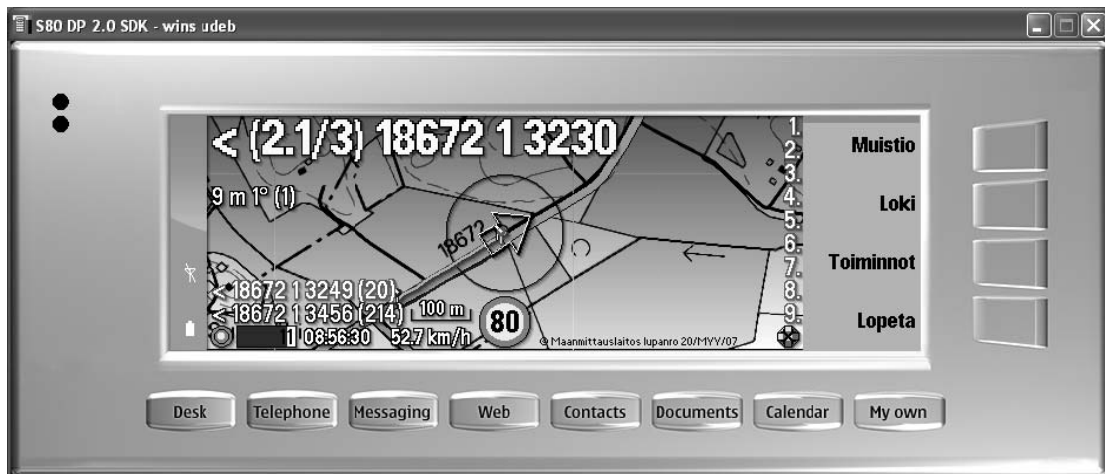 S80 DP 2.0 SDK - wins udeb
< (2.1/3) 18672 1 3230
9 m 1° (1)
18672
< 18672 1 3249 (20)
< 18672 1 3456 (214)
100 m
80
11 08:56:30 52.7 km/h
© Maanmittauslaitos lupanro 20/MYY/07
1.
2.
3.
4.
5.
6.
7.
8.
9.
Muistio
Loki
Toiminnot
Lopeta
Desk
Telephone
Messaging
Web
Contacts
Documents
Calendar
My own